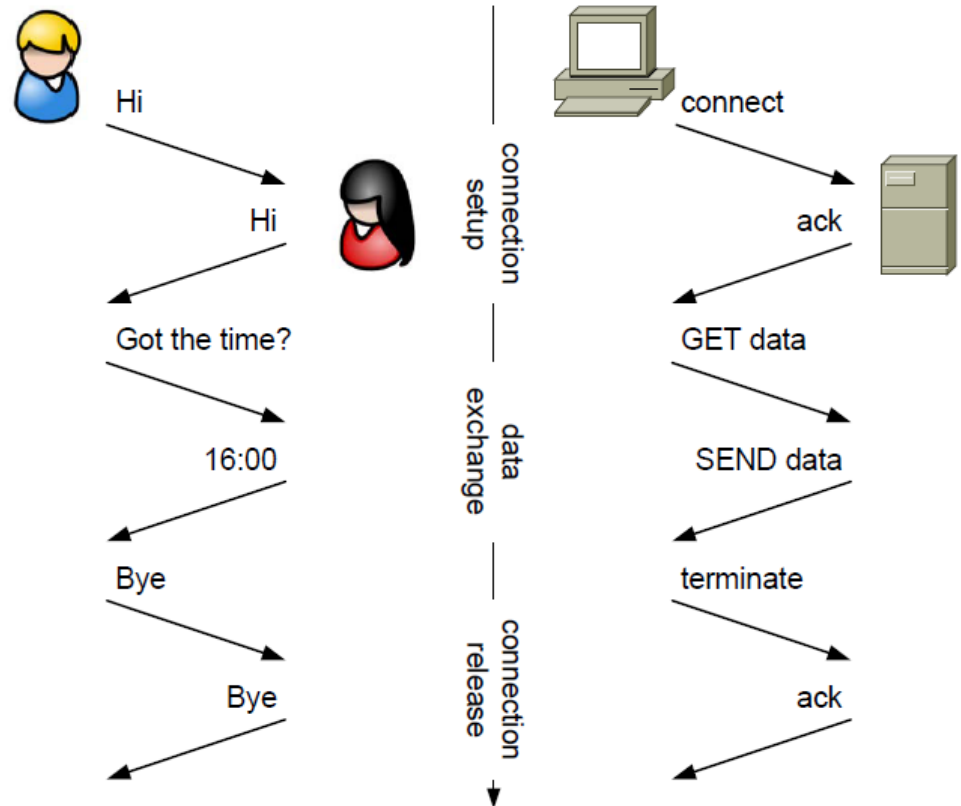 Hi
connect
connection
setup
Hi
ack
Got the time?
GET data
data
exchange
16:00
SEND data
Bye
terminate
connection
release
Bye
ack